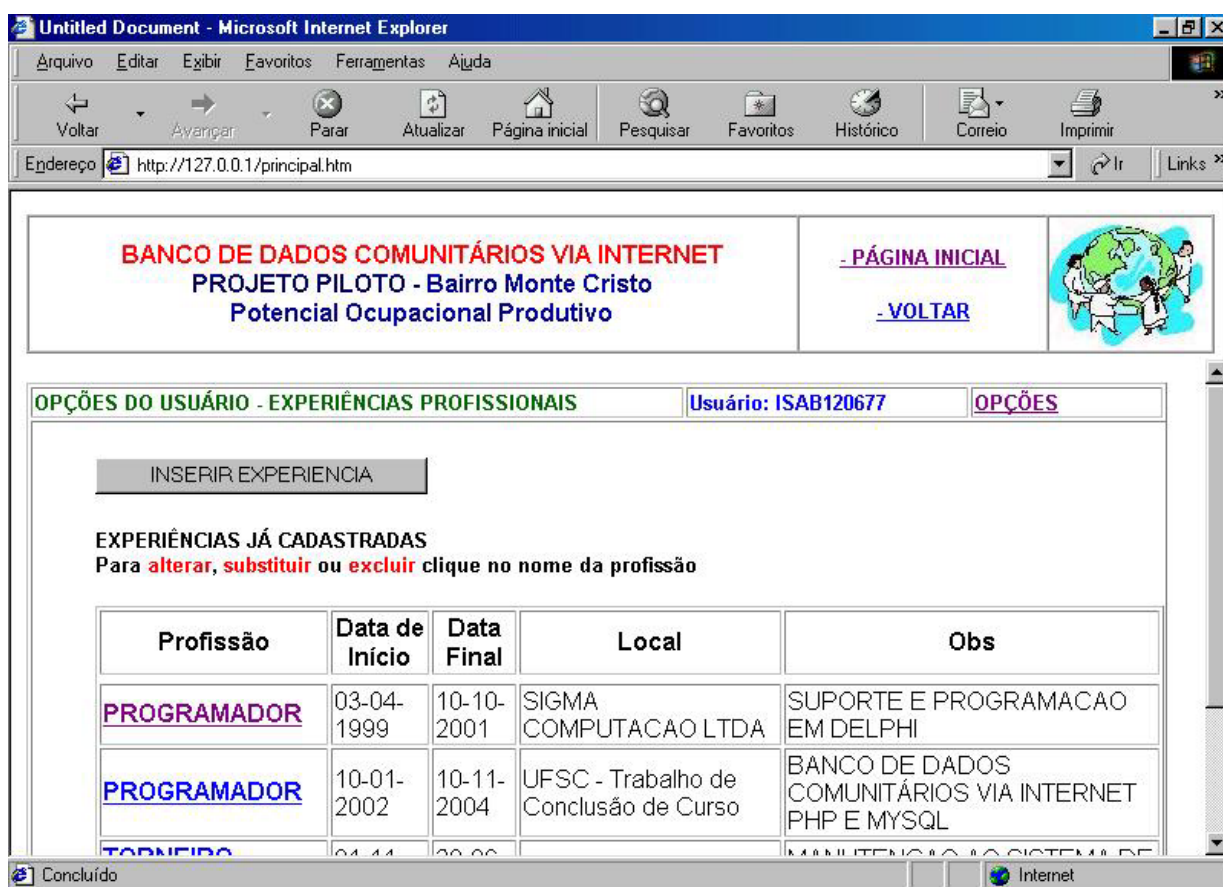 Untitled Document - Microsoft Internet Explorer
Arquivo Editar Exibir Favoritos Ferramentas Ajuda
Voltar Avançar Parar Atualizar Página inicial Pesquisar Favoritos Histórico Correio Imprimir
Endereço http://127.0.0.1/principal.htm Ir Links
BANCO DE DADOS COMUNITÁRIOS VIA INTERNET
PROJETO PILOTO - Bairro Monte Cristo
Potencial Ocupacional Produtivo
- PÁGINA INICIAL
- VOLTAR
OPÇÕES DO USUÁRIO - EXPERIÊNCIAS PROFISSIONAIS Usuário: ISAB120677 OPÇÕES
INSERIR EXPERIENCIA
EXPERIÊNCIAS JÁ CADASTRADAS
Para alterar, substituir ou excluir clique no nome da profissão
Profissão Data de Início Data Final Local Obs
PROGRAMADOR 03-04-1999 10-10-2001 SIGMA COMPUTACAO LTDA SUPORTE E PROGRAMACAO EM DELPHI
PROGRAMADOR 10-01-2002 10-11-2004 UFSC - Trabalho de Conclusão de Curso BANCO DE DADOS COMUNITÁRIOS VIA INTERNET PHP E MYSQL
TORNEIRO MANUTENCAO AO SISTEMA DE
Concluído Internet